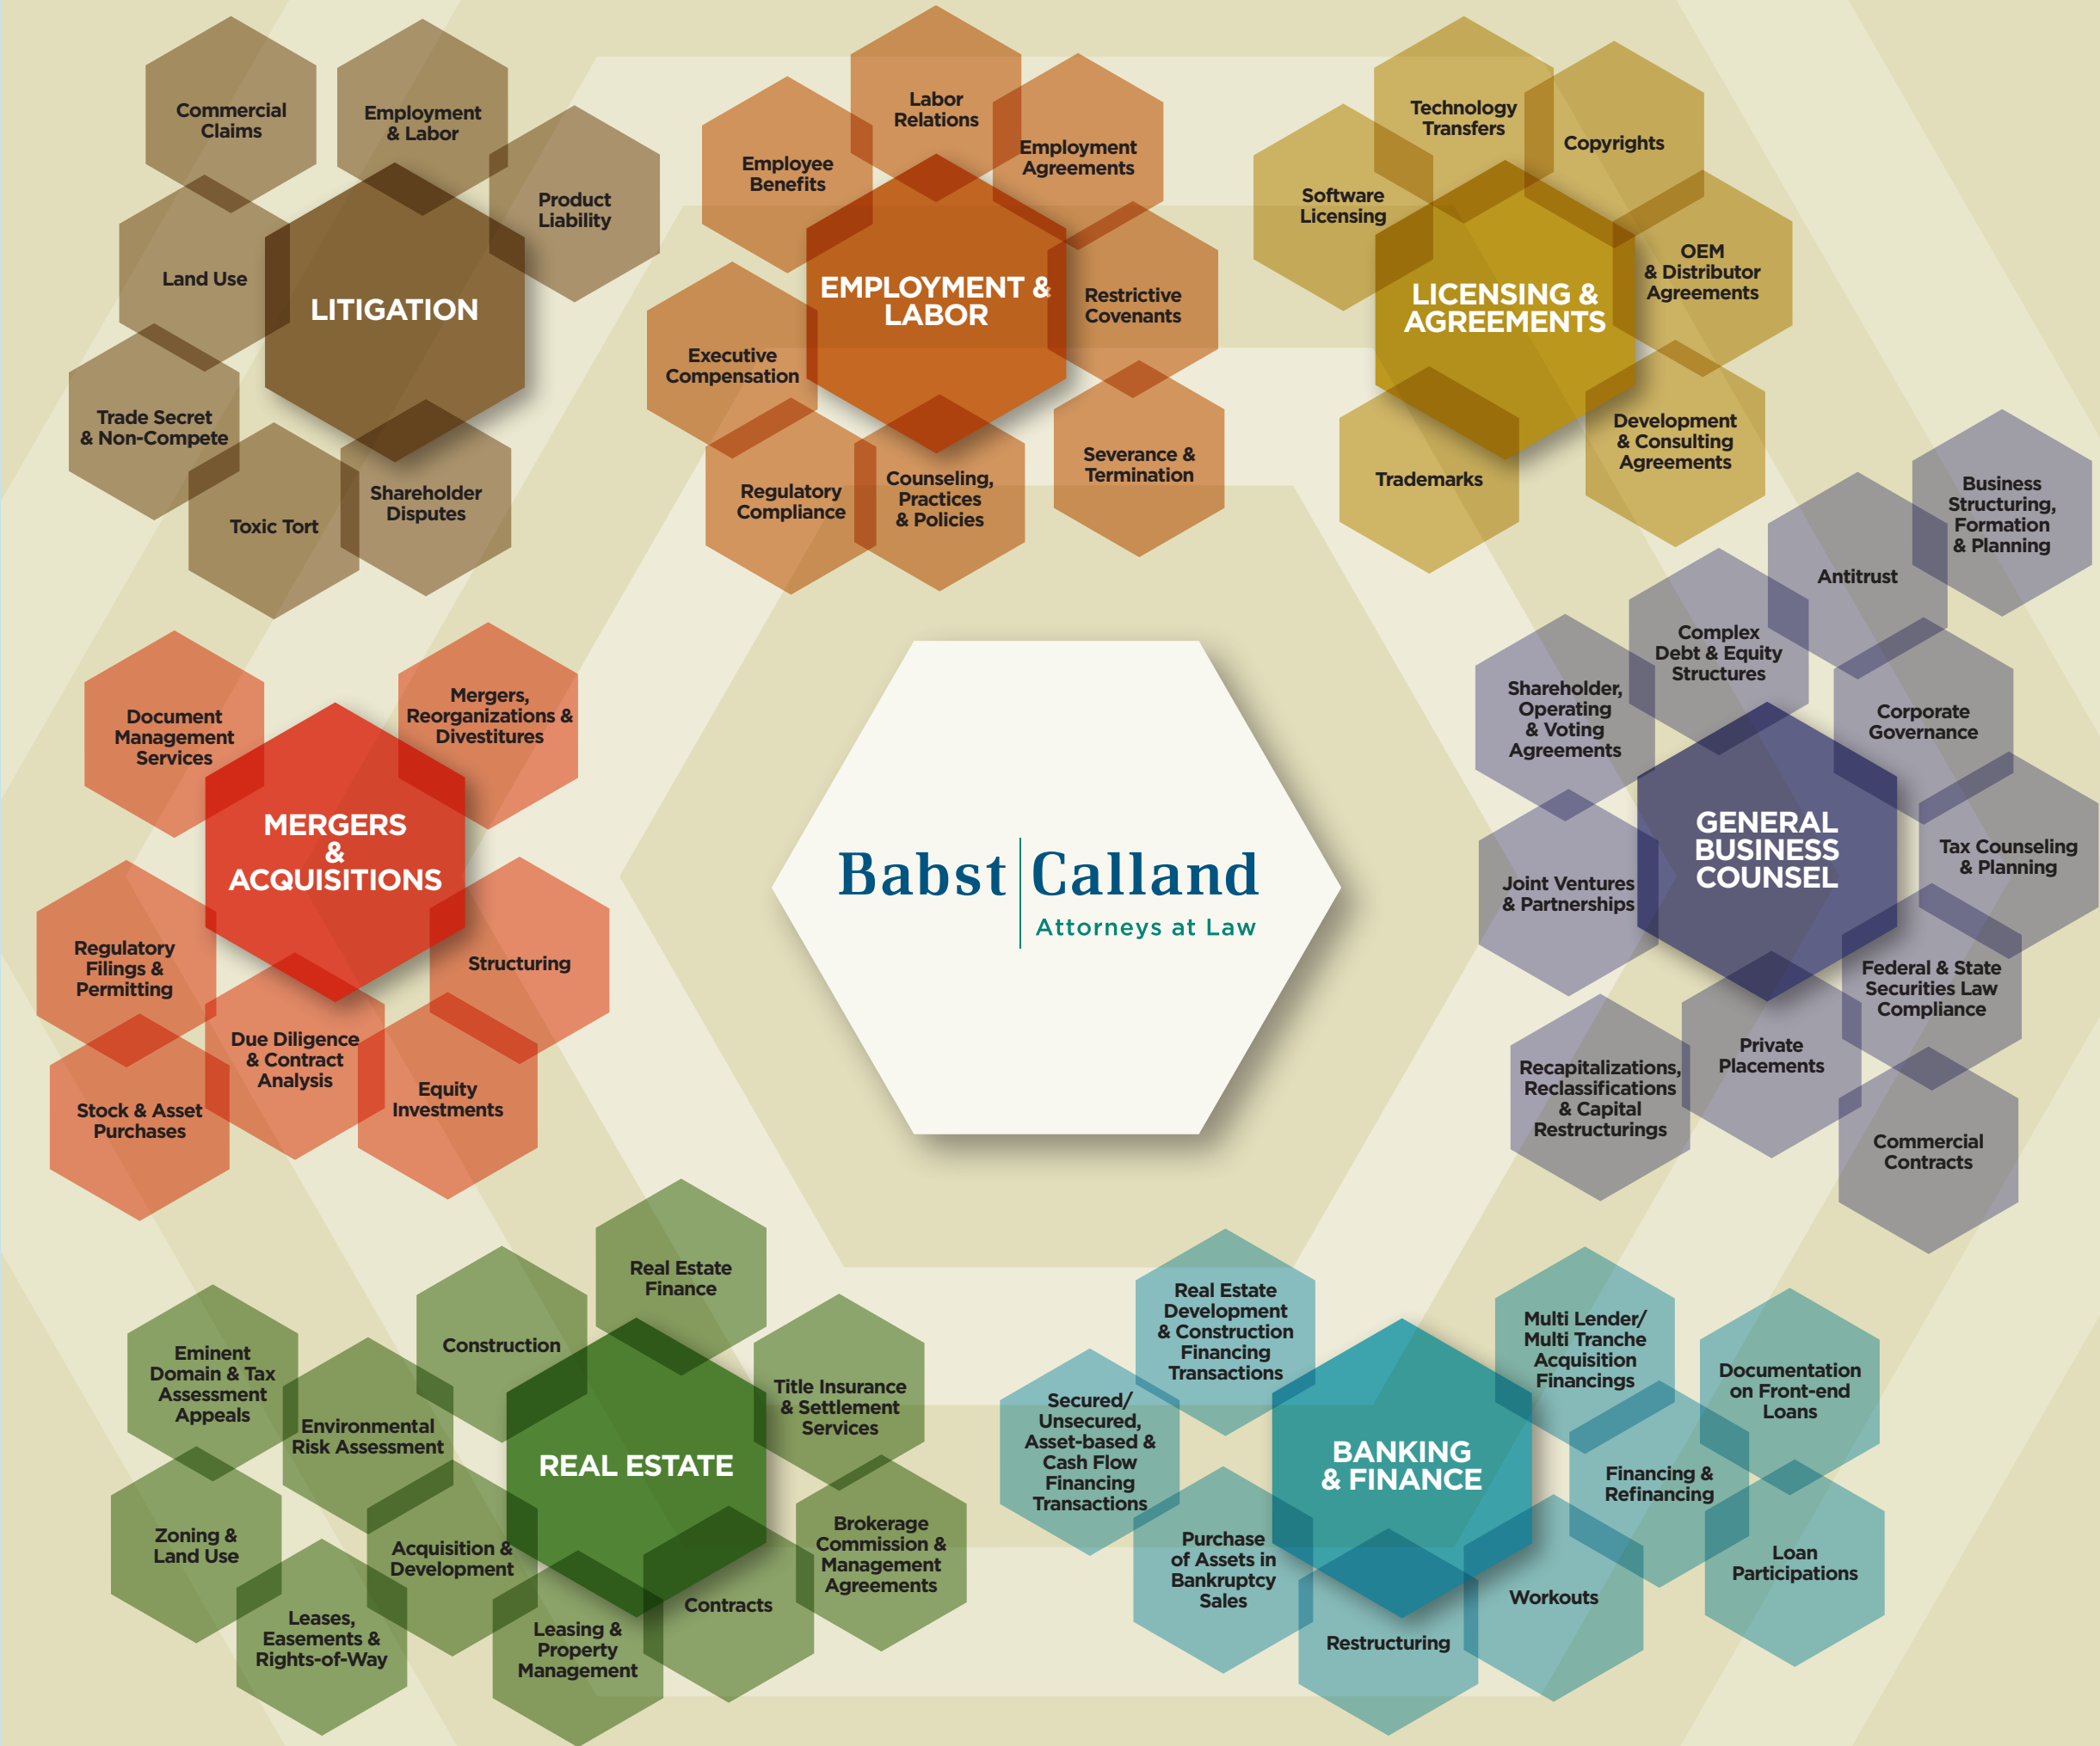 Commercial
Claims
Employment
& Labor
Product
Liability
Land Use
LITIGATION
Trade Secret
& Non-Compete
Toxic Tort
Shareholder
Disputes
Labor
Relations
Employee
Benefits
Employment
Agreements
EMPLOYMENT &
LABOR
Restrictive
Covenants
Executive
Compensation
Severance &
Termination
Regulatory
Compliance
Counseling,
Practices
& Policies
Technology
Transfers
Copyrights
Software
Licensing
OEM
& Distributor
Agreements
LICENSING &
AGREEMENTS
Development
& Consulting
Agreements
Trademarks
Business
Structuring,
Formation
& Planning
Antitrust
Complex
Debt & Equity
Structures
Shareholder,
Operating
& Voting
Agreements
Corporate
Governance
GENERAL
BUSINESS
COUNSEL
Tax Counseling
& Planning
Joint Ventures
& Partnerships
Federal & State
Securities Law
Compliance
Private
Placements
Recapitalizations,
Reclassifications
& Capital
Restructurings
Commercial
Contracts
Document
Management
Services
Mergers,
Reorganizations &
Divestitures
MERGERS
&
ACQUISITIONS
Regulatory
Filings &
Permitting
Structuring
Due Diligence
& Contract
Analysis
Equity
Investments
Stock & Asset
Purchases
Babst Calland
Attorneys at Law
Real Estate
Finance
Construction
Eminent
Domain & Tax
Assessment
Appeals
Environmental
Risk Assessment
Title Insurance
& Settlement
Services
REAL ESTATE
Zoning &
Land Use
Acquisition &
Development
Brokerage
Commission &
Management
Agreements
Contracts
Leases,
Easements &
Rights-of-Way
Leasing &
Property
Management
Real Estate
Development
& Construction
Financing
Transactions
Multi Lender/
Multi Tranche
Acquisition
Financings
Documentation
on Front-end
Loans
Secured/
Unsecured,
Asset-based &
Cash Flow
Financing
Transactions
BANKING
& FINANCE
Financing &
Refinancing
Purchase
of Assets in
Bankruptcy
Sales
Loan
Participations
Workouts
Restructuring